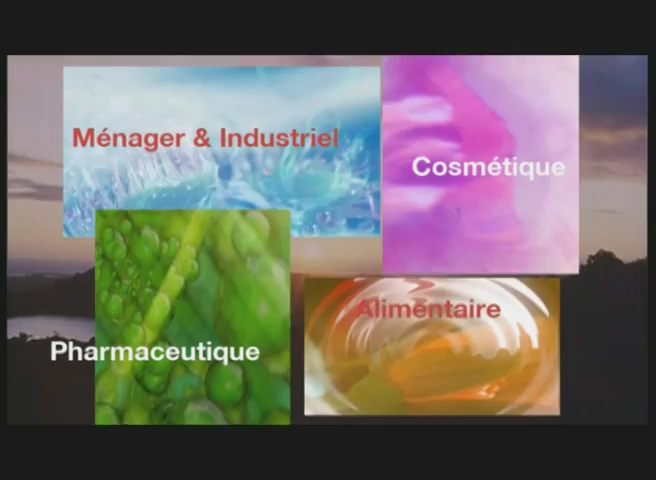 Ménager & Industriel
Cosmétique
Alimentaire
Pharmaceutique